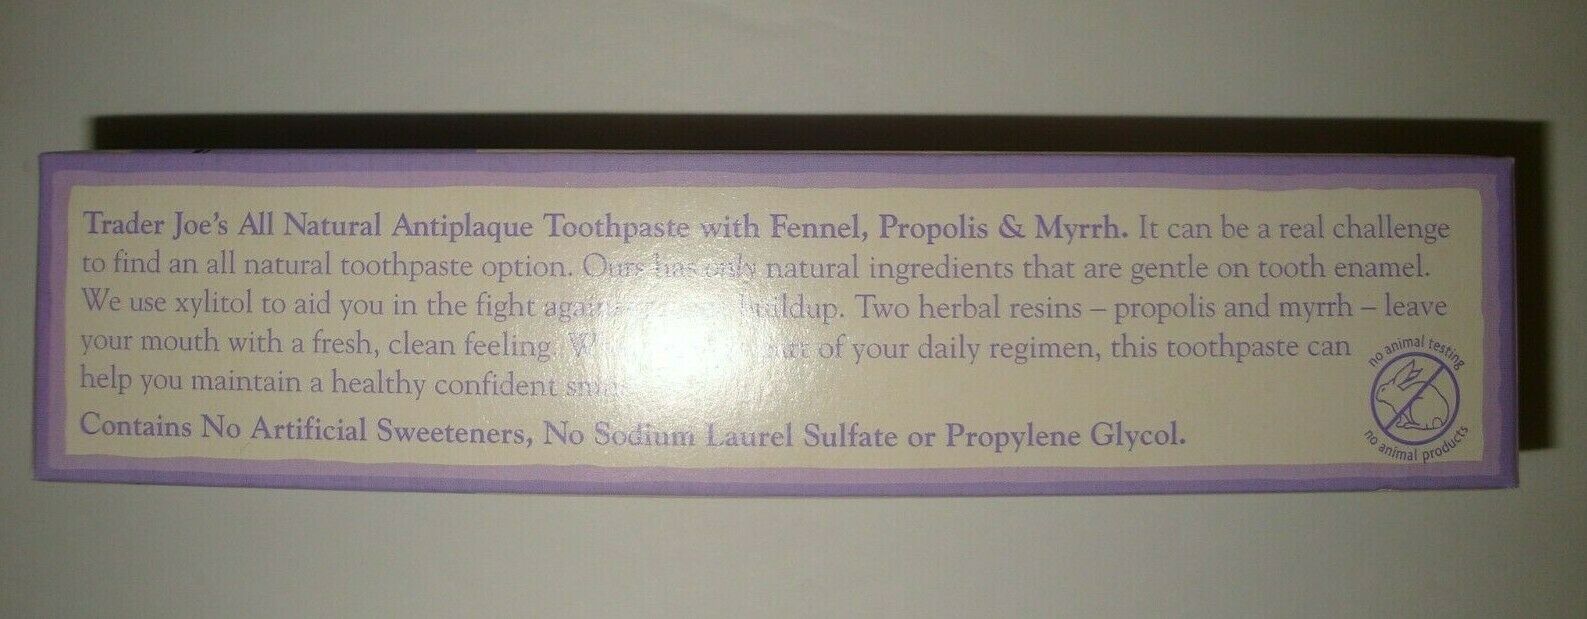 Trader Joe's All Natural Antiplaque Toothpaste with Fennel, Propolis & Myrrh. It can be a real challenge
to find an all natural toothpaste option. Ours has only natural ingredients that are gentle on tooth enamel.
We use xylitol to aid you in the fight buildup. Two herbal resins – propolis and myrrh – leave
your mouth with a fresh, clean feeling of your daily regimen, this toothpaste can
help you maintain a healthy confident
Contains No Artificial Sweeteners, No Sodium Laurel Sulfate or Propylene Glycol.
no animal testing
no animal products